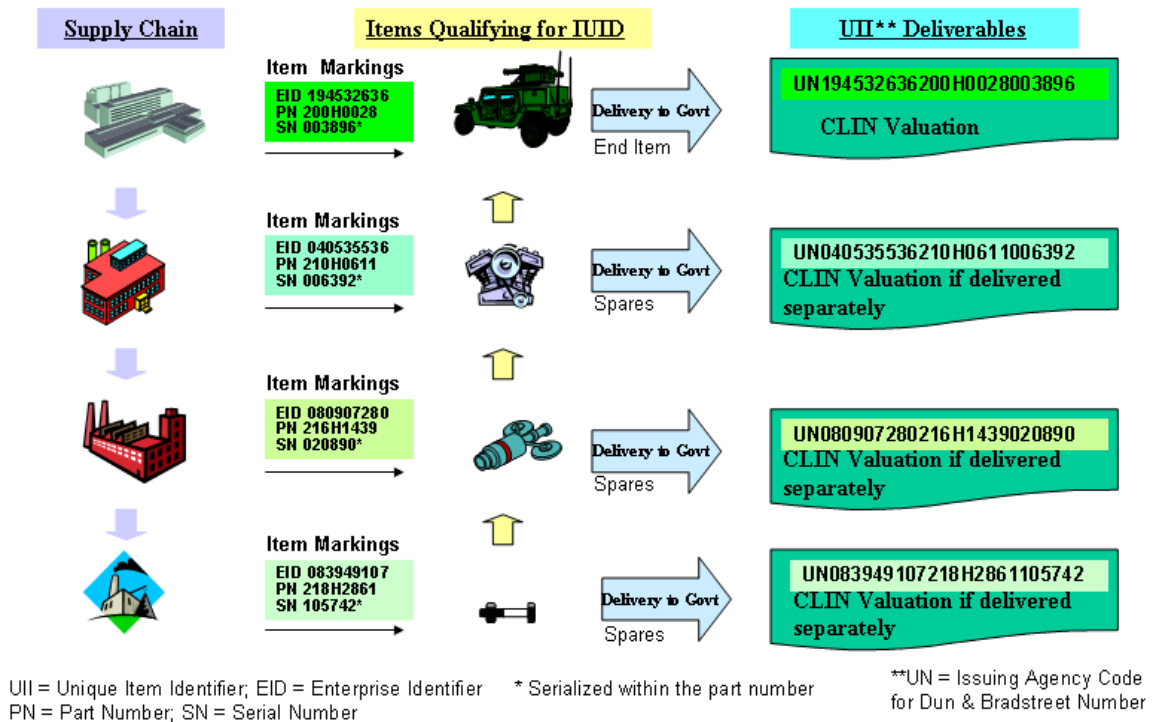 Supply Chain
Items Qualifying for IUID
UII** Deliverables
Item Markings
EID 194532636
PN 200H0028
SN 003896*
Delivery to Govt
End Item
UN194532636200H0028003896
CLIN Valuation
Item Markings
EID 040535536
PN 210H0611
SN 006392*
Delivery to Govt
Spares
UN040535536210H0611006392
CLIN Valuation if delivered
separately
Item Markings
EID 080907280
PN 216H1439
SN 020890*
Delivery to Govt
Spares
UN080907280216H1439020890
CLIN Valuation if delivered
separately
Item Markings
EID 083949107
PN 218H2861
SN 105742*
Delivery to Govt
Spares
UN083949107218H2861105742
CLIN Valuation if delivered
separately
UII = Unique Item Identifier; EID = Enterprise Identifier
PN = Part Number; SN = Serial Number
* Serialized within the part number
**UN = Issuing Agency Code
for Dun & Bradstreet Number